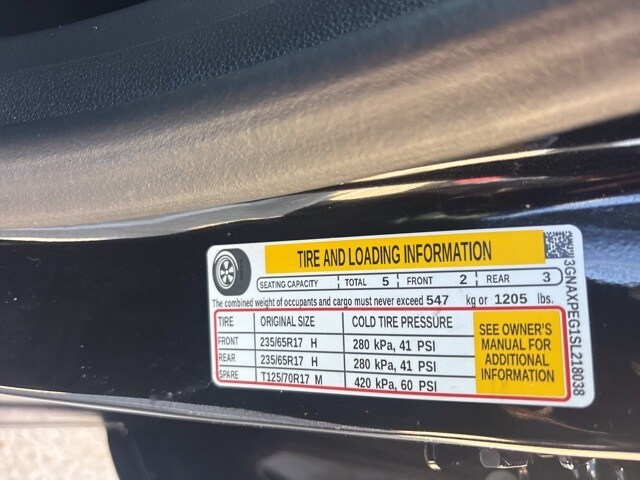 TIRE AND LOADING INFORMATION
SEATING CAPACITY TOTAL 5 FRONT 2 REAR 3
The combined weight of occupants and cargo must never exceed 547 kg or 1205 lbs.
TIRE ORIGINAL SIZE COLD TIRE PRESSURE
FRONT 235/65R17 H 280 kPa, 41 PSI
REAR 235/65R17 H 280 kPa, 41 PSI
SPARE T125/70R17 M 420 kPa, 60 PSI
SEE OWNER'S
MANUAL FOR
ADDITIONAL
INFORMATION
3GNAXPEG1SL218038